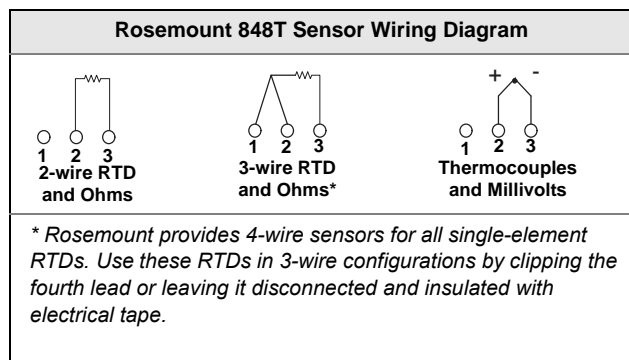 Rosemount 848T Sensor Wiring Diagram
+ -
1 2 3
2-wire RTD
and Ohms
1 2 3
3-wire RTD
and Ohms*
1 2 3
Thermocouples
and Millivolts
* Rosemount provides 4-wire sensors for all single-element
RTDs. Use these RTDs in 3-wire configurations by clipping the
fourth lead or leaving it disconnected and insulated with
electrical tape.